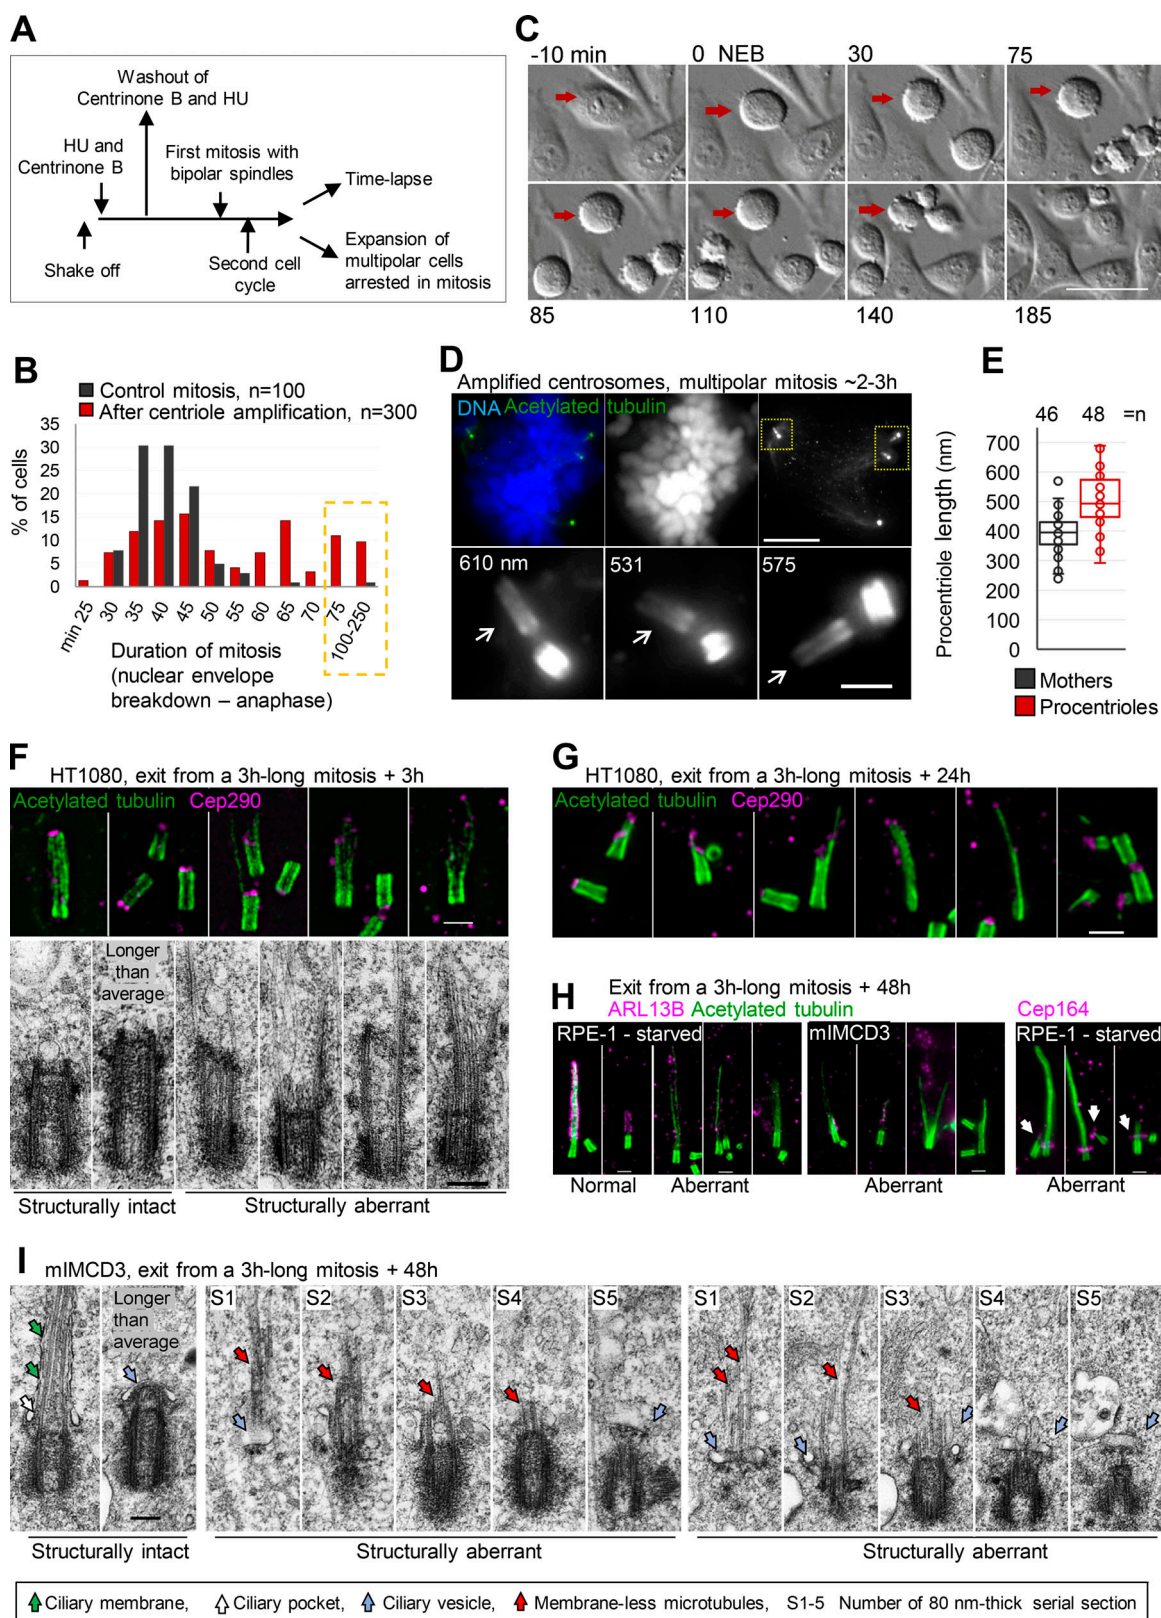 A
Washout of
Centrinone B and HU
HU and
Centrinone B
First mitosis with
bipolar spindles
Time-lapse
Shake off
Second cell
cycle
Expansion of
multipolar cells
arrested in mitosis
C
-10 min
0 NEB
30
75
85
110
140
185
B
Control mitosis, n=100
After centriole amplification, n=300
% of cells
35
30
25
20
15
10
5
0
min 25
30
35
40
45
50
55
60
65
70
75
100-250
Duration of mitosis
(nuclear envelope
breakdown – anaphase)
D
Amplified centrosomes, multipolar mitosis ~2-3h
DNA Acetylated tubulin
610 nm
531
575
E
46 48 =n
Procentriole length (nm)
700
600
500
400
300
200
100
0
Mothers
Procentrioles
F
HT1080, exit from a 3h-long mitosis + 3h
Acetylated tubulin Cep290
Longer
than
average
Structurally intact
Structurally aberrant
G
HT1080, exit from a 3h-long mitosis + 24h
Acetylated tubulin Cep290
H
Exit from a 3h-long mitosis + 48h
ARL13B Acetylated tubulin
Cep164
RPE-1 - starved
mIMCD3
RPE-1 - starved
Normal
Aberrant
Aberrant
Aberrant
I
mIMCD3, exit from a 3h-long mitosis + 48h
Longer
than
average
S1 S2 S3 S4 S5
S1 S2 S3 S4 S5
Structurally intact
Structurally aberrant
Structurally aberrant
Ciliary membrane, Ciliary pocket, Ciliary vesicle, Membrane-less microtubules, S1-5 Number of 80 nm-thick serial section